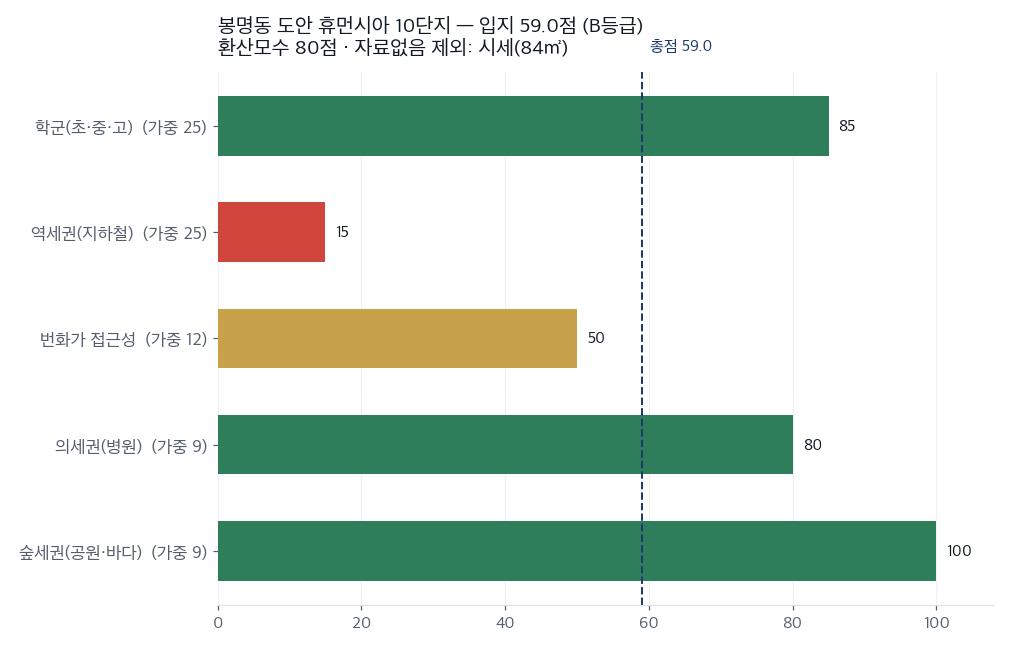 봉명동 도안 휴먼시아 10단지 — 입지 59.0점 (B등급)
환산모수 80점 · 자료없음 제외: 시세(84㎡)
총점 59.0
학군(초·중·고) (가중 25)
85
역세권(지하철) (가중 25)
15
번화가 접근성 (가중 12)
50
의세권(병원) (가중 9)
80
숲세권(공원·바다) (가중 9)
100
0 20 40 60 80 100